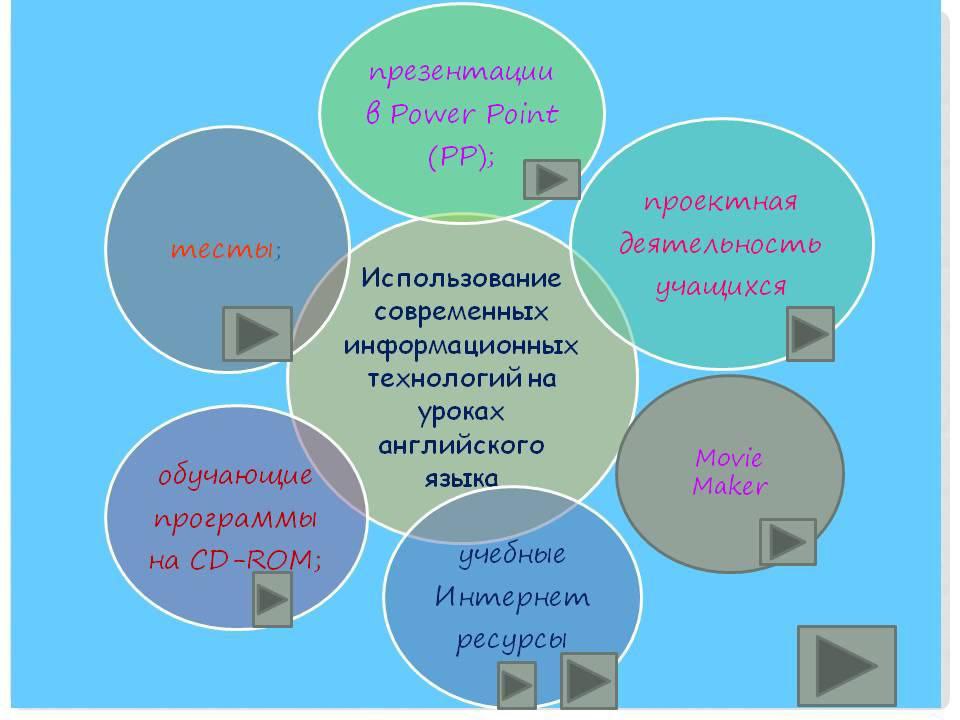 презентации
в Power Point
(PP);
проектная
деятельность
учащихся
тесты;
Использование
современных
информационных
технологий на
уроках
английского
языка
Movie
Maker
обучающие
программы
на CD-ROM;
учебные
Интернет
ресурсы